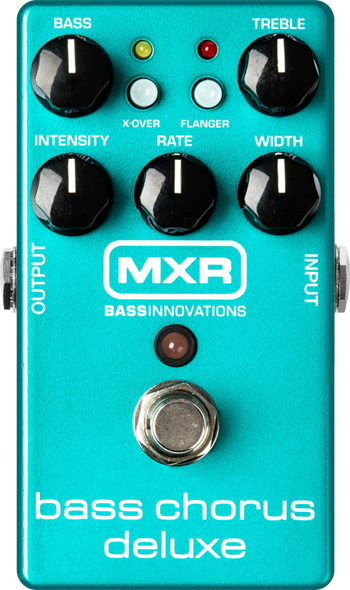 BASS
TREBLE
X-OVER
FLANGER
INTENSITY
RATE
WIDTH
OUTPUT
INPUT
MXR
BASSINNOVATIONS
bass chorus
deluxe